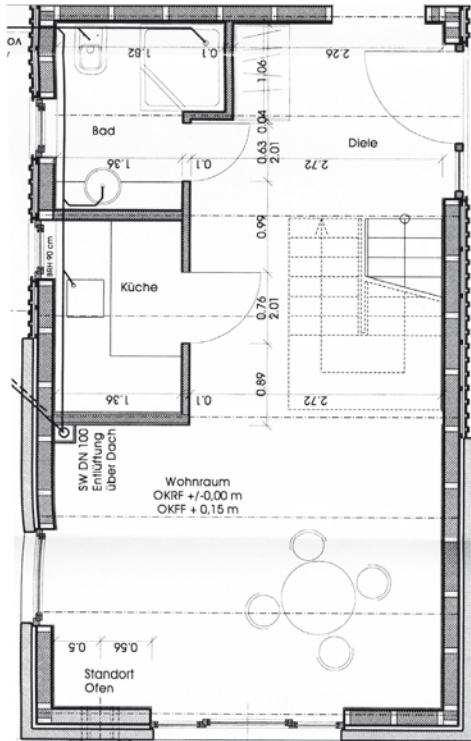 1.82
0.1
2.26
1.06
Bad
0.04
0.63
2.01
Diele
1.36
0.1
2.72
0.99
BRH 90 cm
Küche
0.76
2.01
0.89
1.36
0.1
2.72
SW DN 100
Entlüftung
über Dach
Wohnraum
OKRF +/-0,00 m
OKFF + 0,15 m
0.5
0.56
Standort
Ofen